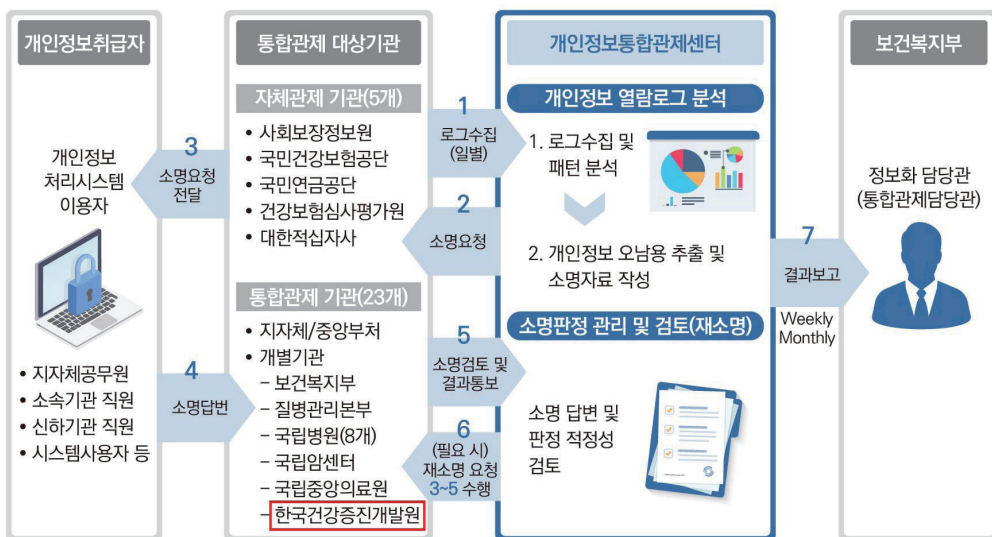 개인정보취급자
개인정보
처리시스템
이용자
• 지자체공무원
• 소속기관 직원
• 신하기관 직원
• 시스템사용자 등
3
소명요청
전달
4
소명답변
통합관제 대상기관
자체관제 기관(5개)
• 사회보장정보원
• 국민건강보험공단
• 국민연금공단
• 건강보험심사평가원
• 대한적십자사
통합관제 기관(23개)
• 지자체/중앙부처
• 개별기관
– 보건복지부
– 질병관리본부
– 국립병원(8개)
– 국립암센터
– 국립중앙의료원
– 한국건강증진개발원
1
로그수집
(일별)
2
소명요청
5
소명검토 및
결과통보
6
(필요 시)
재소명 요청
3~5 수행
개인정보통합관제센터
개인정보 열람로그 분석
1. 로그수집 및
패턴 분석
2. 개인정보 오남용 추출 및
소명자료 작성
소명판정 관리 및 검토(재소명)
소명 답변 및
판정 적정성
검토
7
결과보고
Weekly
Monthly
보건복지부
정보화 담당관
(통합관제담당관)